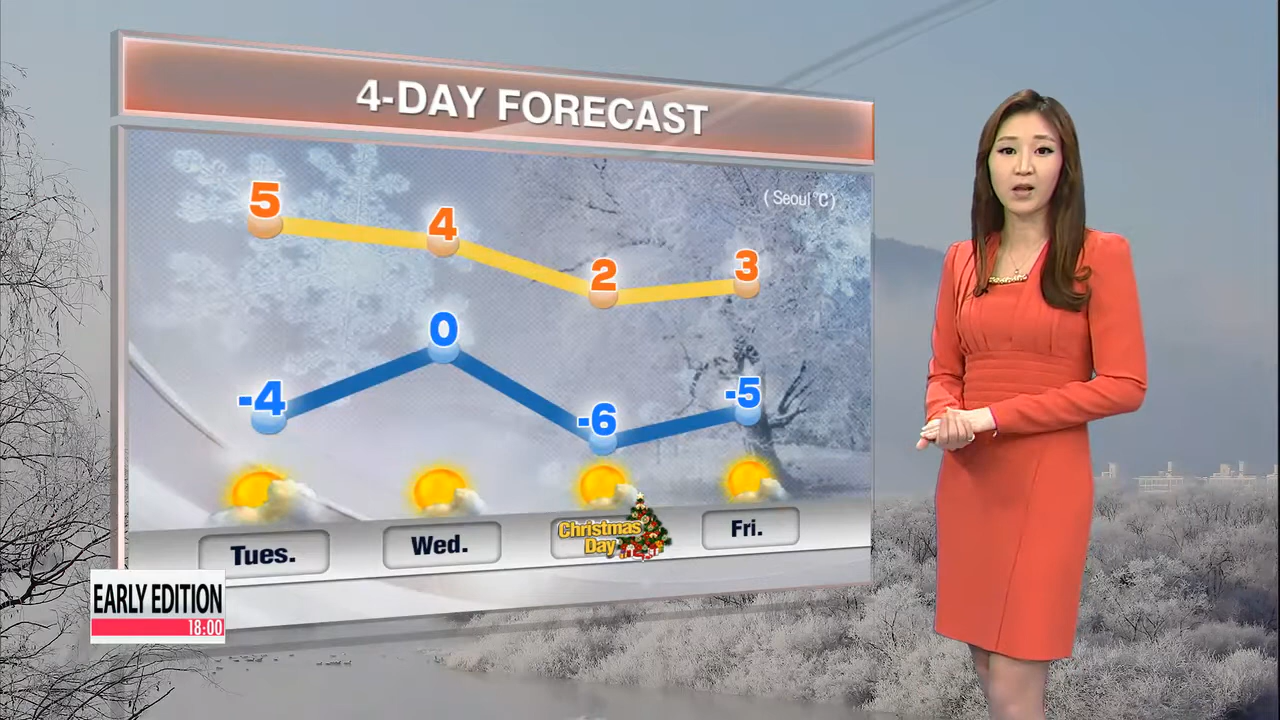 4-DAY FORECAST
( Seoul °C )
5
4
2
3
-4
0
-6
-5
Tues.
Wed.
Christmas
Day
Fri.
EARLY EDITION
18:00